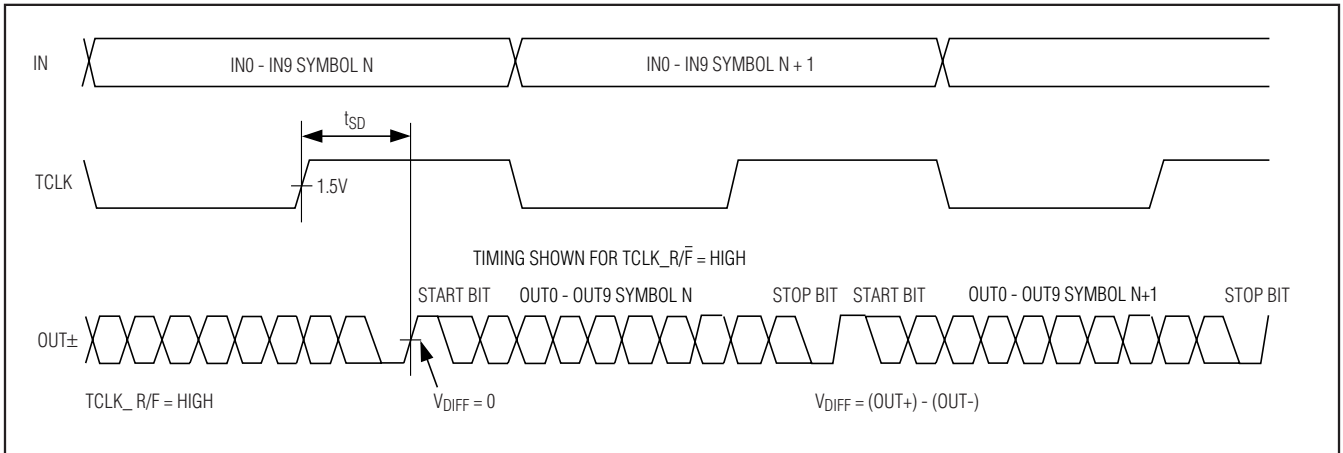 IN
IN0 - IN9 SYMBOL N
IN0 - IN9 SYMBOL N + 1
tSD
TCLK
1.5V
TIMING SHOWN FOR TCLK_R/F̅ = HIGH
START BIT
OUT0 - OUT9 SYMBOL N
STOP BIT
START BIT
OUT0 - OUT9 SYMBOL N+1
STOP BIT
OUT±
TCLK_ R/F = HIGH
VDIFF = 0
VDIFF = (OUT+) - (OUT-)